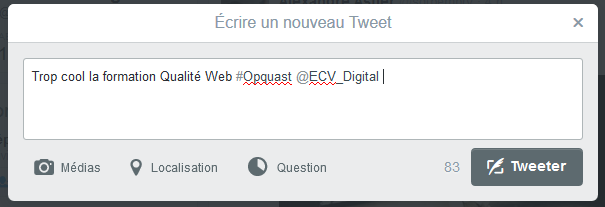 Écrire un nouveau Tweet ×
Trop cool la formation Qualité Web #Opquast @ECV_Digital
Médias Localisation Question 83 Tweeter